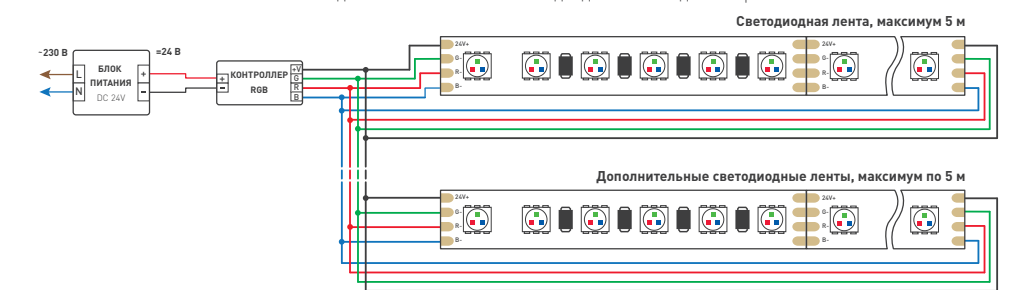 Светодиодная лента, максимум 5 м
~230 В
=24 В
L
N
БЛОК
ПИТАНИЯ
DC 24V
+
−
+
−
КОНТРОЛЛЕР
RGB
+V
G
R
B
24V+
G-
R-
B-
24V+
G-
R-
B-
Дополнительные светодиодные ленты, максимум по 5 м
24V+
G-
R-
B-
24V+
G-
R-
B-